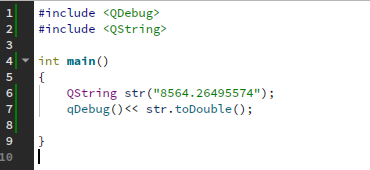 1 #include <QDebug>
2 #include <QString>
3
4 int main()
5 {
6 QString str("8564.26495574");
7 qDebug()<< str.toDouble();
8
9 }
10